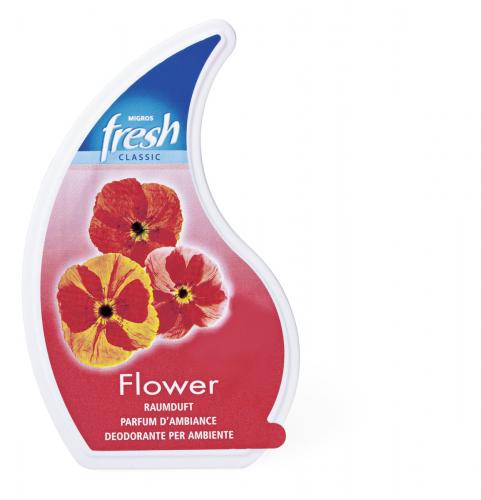 MIGROS
fresh
CLASSIC
Flower
RAUMDUFT
PARFUM D'AMBIANCE
DEODORANTE PER AMBIENTE